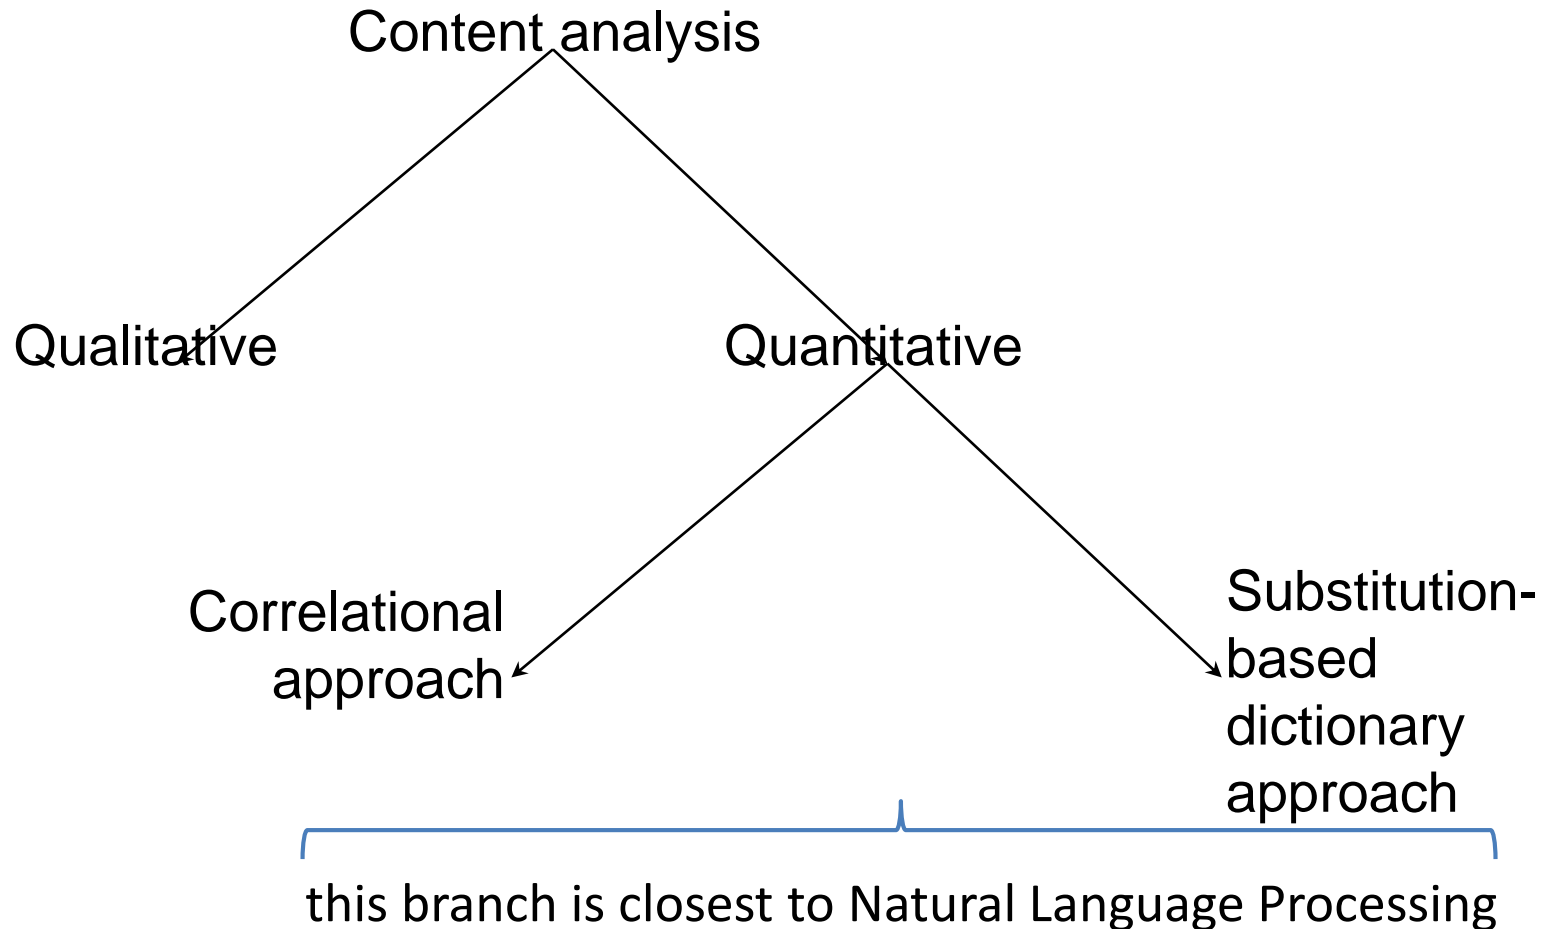 Content analysis
Qualitative
Quantitative
Correlational
approach
Substitution-
based
dictionary
approach
this branch is closest to Natural Language Processing